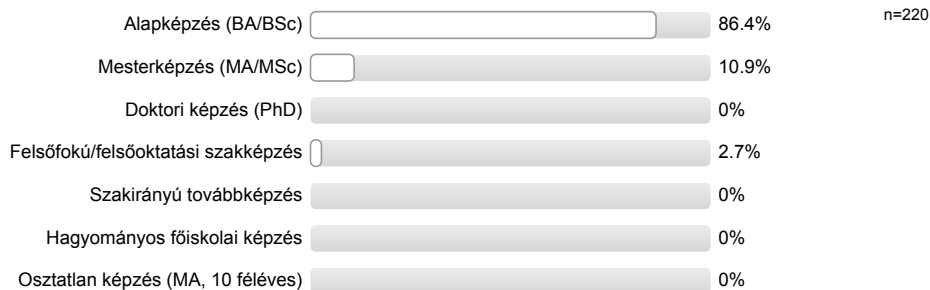 n=220
Alapképzés (BA/BSc) 86.4%
Mesterképzés (MA/MSc) 10.9%
Doktori képzés (PhD) 0%
Felsőfokú/felsőoktatási szakképzés 2.7%
Szakirányú továbbképzés 0%
Hagyományos főiskolai képzés 0%
Osztatlan képzés (MA, 10 féléves) 0%